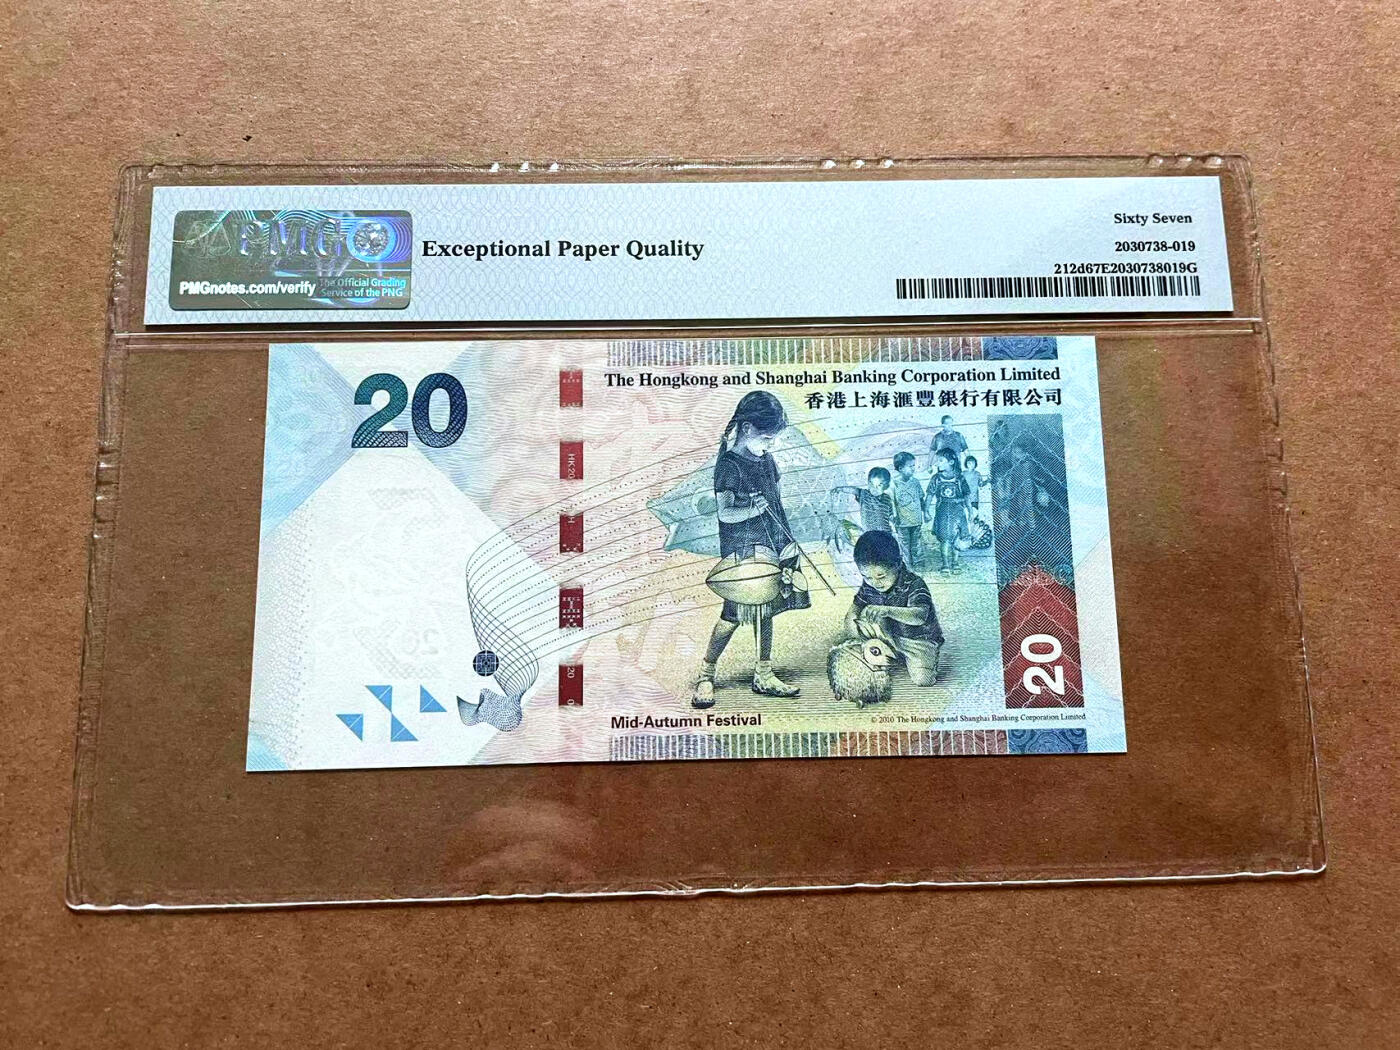 PMG
PMGnotes.com/verify
The Official Grading
Service of the PNG
Exceptional Paper Quality
Sixty Seven
2030738-019
212d67E2030738019G
20
The Hongkong and Shanghai Banking Corporation Limited
香港上海滙豐銀行有限公司
HK20
20
20
Mid-Autumn Festival
© 2010 The Hongkong and Shanghai Banking Corporation Limited